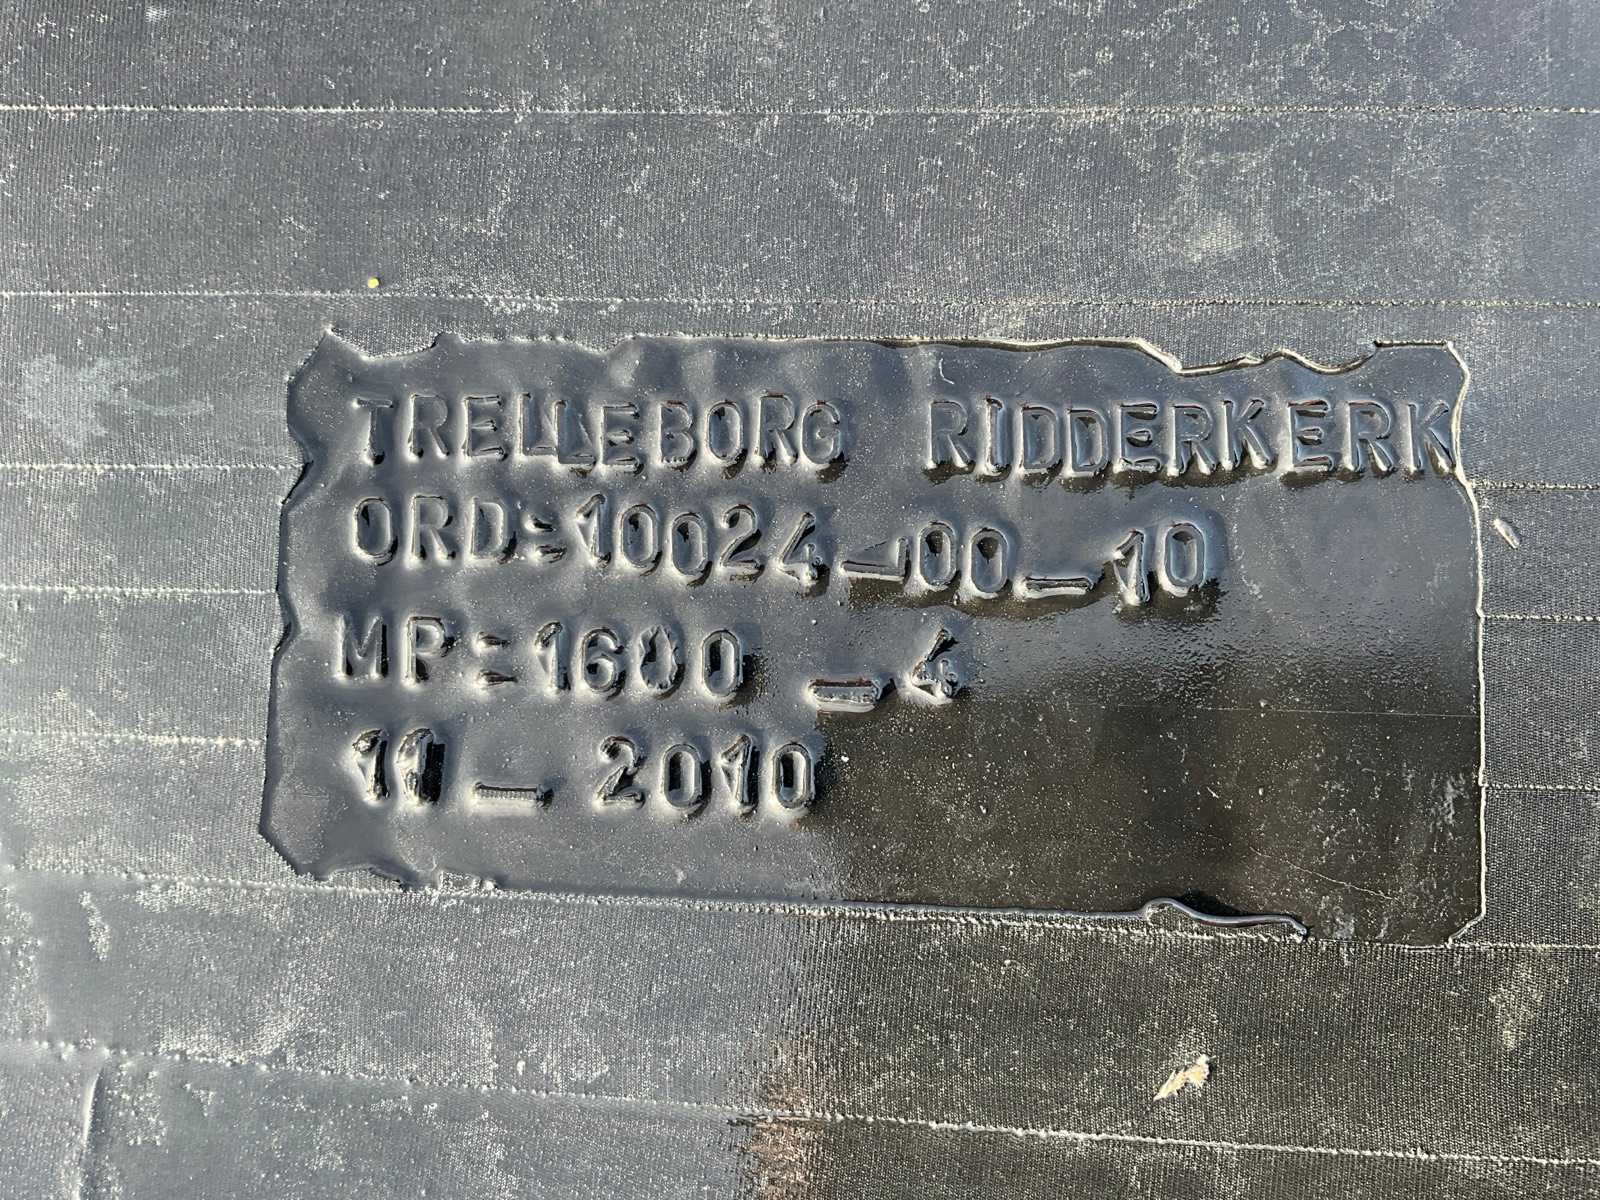 TRELLEBORG RIDDERKERK
ORD:10024-00-10
MP:1600 - 4
11 - 2010